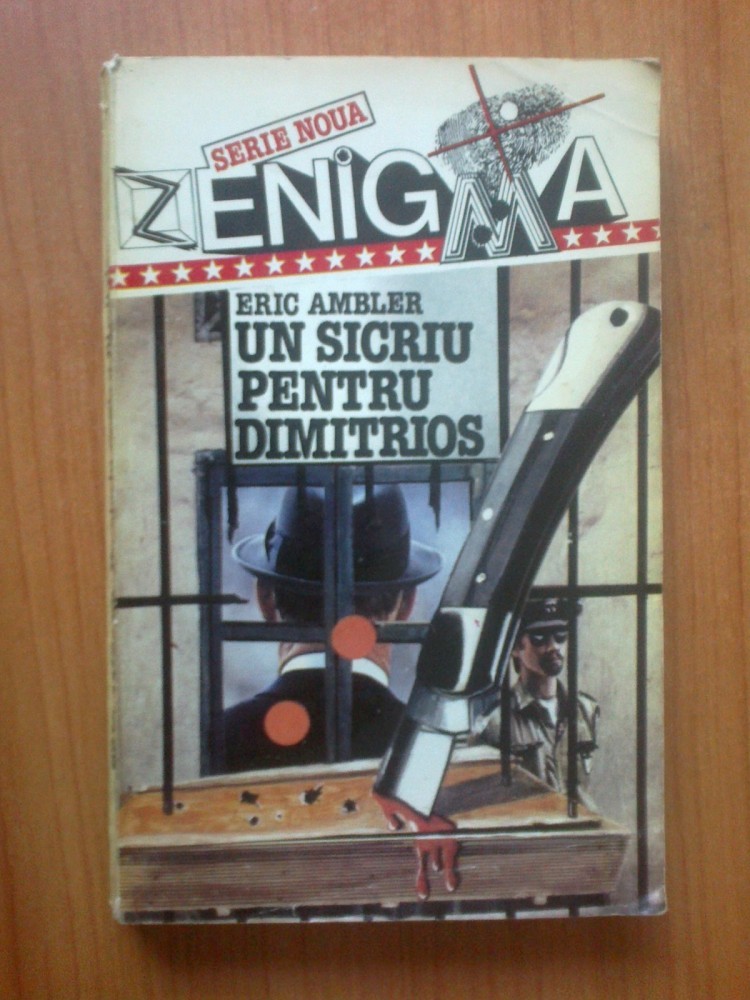 SERIE NOUA
ENiGMA
ERIC AMBLER
UN SICRIU
PENTRU
DIMITRIOS